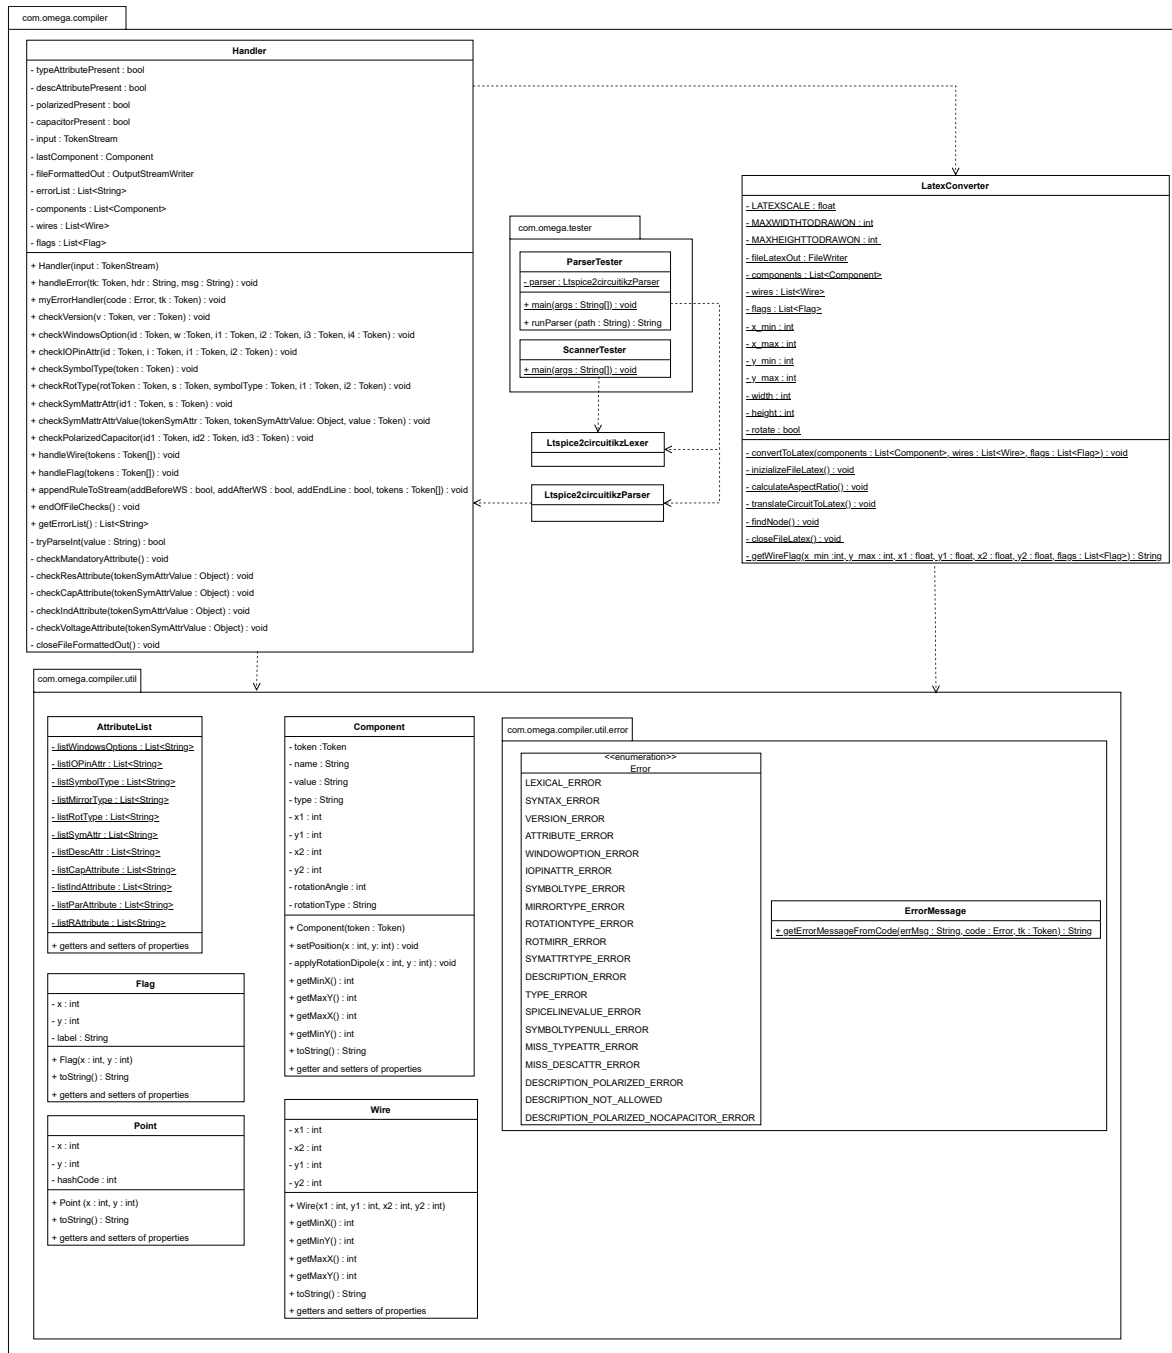 com.omega.compiler
Handler
- typeAttributePresent : bool
- descAttributePresent : bool
- polarizedPresent : bool
- capacitorPresent : bool
- input : TokenStream
- lastComponent : Component
- fileFormattedOut : OutputStreamWriter
- errorList : List<String>
- components : List<Component>
- wires : List<Wire>
- flags : List<Flag>
+ Handler(input : TokenStream)
+ handleError(tk: Token, hdr : String, msg : String) : void
+ myErrorHandler(code : Error, tk : Token) : void
+ checkVersion(v : Token, ver : Token) : void
+ checkWindowsOption(id : Token, w :Token, i1 : Token, i2 : Token, i3 : Token, i4 : Token) : void
+ checkIOPinAttr(id : Token, i : Token, i1 : Token, i2 : Token) : void
+ checkSymbolType(token : Token) : void
+ checkRotType(rotToken : Token, s : Token, symbolType : Token, i1 : Token, i2 : Token) : void
+ checkSymMattrAttr(id1 : Token, s : Token) : void
+ checkSymMattrAttrValue(tokenSymAttr : Token, tokenSymAttrValue: Object, value : Token) : void
+ checkPolarizedCapacitor(id1 : Token, id2 : Token, id3 : Token) : void
+ handleWire(tokens : Token[]) : void
+ handleFlag(tokens : Token[]) : void
+ appendRuleToStream(addBeforeWS : bool, addAfterWS : bool, addEndLine : bool, tokens : Token[]) : void
+ endOfFileChecks() : void
+ getErrorList() : List<String>
- tryParseInt(value : String) : bool
- checkMandatoryAttribute() : void
- checkResAttribute(tokenSymAttrValue : Object) : void
- checkCapAttribute(tokenSymAttrValue : Object) : void
- checkIndAttribute(tokenSymAttrValue : Object) : void
- checkVoltageAttribute(tokenSymAttrValue : Object) : void
- closeFileFormattedOut() : void
com.omega.tester
ParserTester
- parser : Ltspice2circuitikzParser
+ main(args : String[]) : void
+ runParser (path : String) : String
ScannerTester
+ main(args : String[]) : void
Ltspice2circuitikzLexer
Ltspice2circuitikzParser
LatexConverter
- LATEXSCALE : float
- MAXWIDTHTODRAWON : int
- MAXHEIGHTTODRAWON : int
- fileLatexOut : FileWriter
- components : List<Component>
- wires : List<Wire>
- flags : List<Flag>
- x_min : int
- x_max : int
- y_min : int
- y_max : int
- width : int
- height : int
- rotate : bool
- convertToLatex(components : List<Component>, wires : List<Wire>, flags : List<Flag>) : void
- inizializeFileLatex() : void
- calculateAspectRatio() : void
- translateCircuitToLatex() : void
- findNode() : void
- closeFileLatex() : void
- getWireFlag(x_min :int, y_max : int, x1 : float, y1 : float, x2 : float, y2 : float, flags : List<Flag>) : String
com.omega.compiler.util
AttributeList
- listWindowsOptions : List<String>
- listIOPinAttr : List<String>
- listSymbolType : List<String>
- listMirrorType : List<String>
- listRotType : List<String>
- listSymAttr : List<String>
- listDescAttr : List<String>
- listCapAttribute : List<String>
- listIndAttribute : List<String>
- listParAttribute : List<String>
- listRAttribute : List<String>
+ getters and setters of properties
Flag
- x : int
- y : int
- label : String
+ Flag(x : int, y : int)
+ toString() : String
+ getters and setters of properties
Point
- x : int
- y : int
- hashCode : int
+ Point (x : int, y : int)
+ toString() : String
+ getters and setters of properties
Component
- token :Token
- name : String
- value : String
- type : String
- x1 : int
- y1 : int
- x2 : int
- y2 : int
- rotationAngle : int
- rotationType : String
+ Component(token : Token)
+ setPosition(x : int, y: int) : void
- applyRotationDipole(x : int, y : int) : void
+ getMinX() : int
+ getMaxY() : int
+ getMaxX() : int
+ getMinY() : int
+ toString() : String
+ getter and setters of properties
Wire
- x1 : int
- x2 : int
- y1 : int
- y2 : int
+ Wire(x1 : int, y1 : int, x2 : int, y2 : int)
+ getMinX() : int
+ getMinY() : int
+ getMaxX() : int
+ getMaxY() : int
+ toString() : String
+ getters and setters of properties
com.omega.compiler.util.error
<<enumeration>>
Error
LEXICAL_ERROR
SYNTAX_ERROR
VERSION_ERROR
ATTRIBUTE_ERROR
WINDOWOPTION_ERROR
IOPINATTR_ERROR
SYMBOLTYPE_ERROR
MIRRORTYPE_ERROR
ROTATIONTYPE_ERROR
ROTMIRR_ERROR
SYMATTRTYPE_ERROR
DESCRIPTION_ERROR
TYPE_ERROR
SPICELINEVALUE_ERROR
SYMBOLTYPENULL_ERROR
MISS_TYPEATTR_ERROR
MISS_DESCATTR_ERROR
DESCRIPTION_POLARIZED_ERROR
DESCRIPTION_NOT_ALLOWED
DESCRIPTION_POLARIZED_NOCAPACITOR_ERROR
ErrorMessage
+ getErrorMessageFromCode(errMsg : String, code : Error, tk : Token) : String